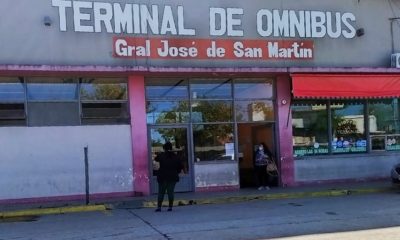 TERMINAL DE OMNIBUS
Gral José de San Martín